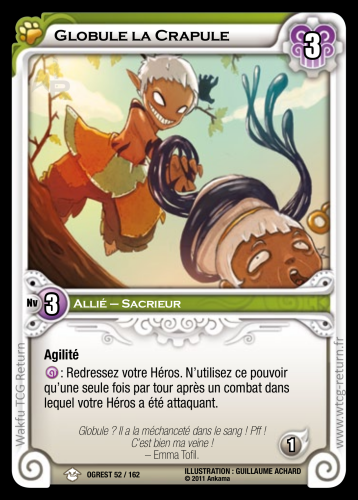 Globule la Crapule
3
Nv 3 Allié – Sacrieur
Agilité
: Redressez votre Héros. N'utilisez ce pouvoir
qu'une seule fois par tour après un combat dans
lequel votre Héros a été attaquant.
Globule ? Il a la méchanceté dans le sang ! Pff !
C'est bien ma veine !
– Emma Tofil.
1
OGREST 52 / 162
ILLUSTRATION : GUILLAUME ACHARD
© 2011 Ankama
Wakfu TCG Return
www.wtcg-return.fr